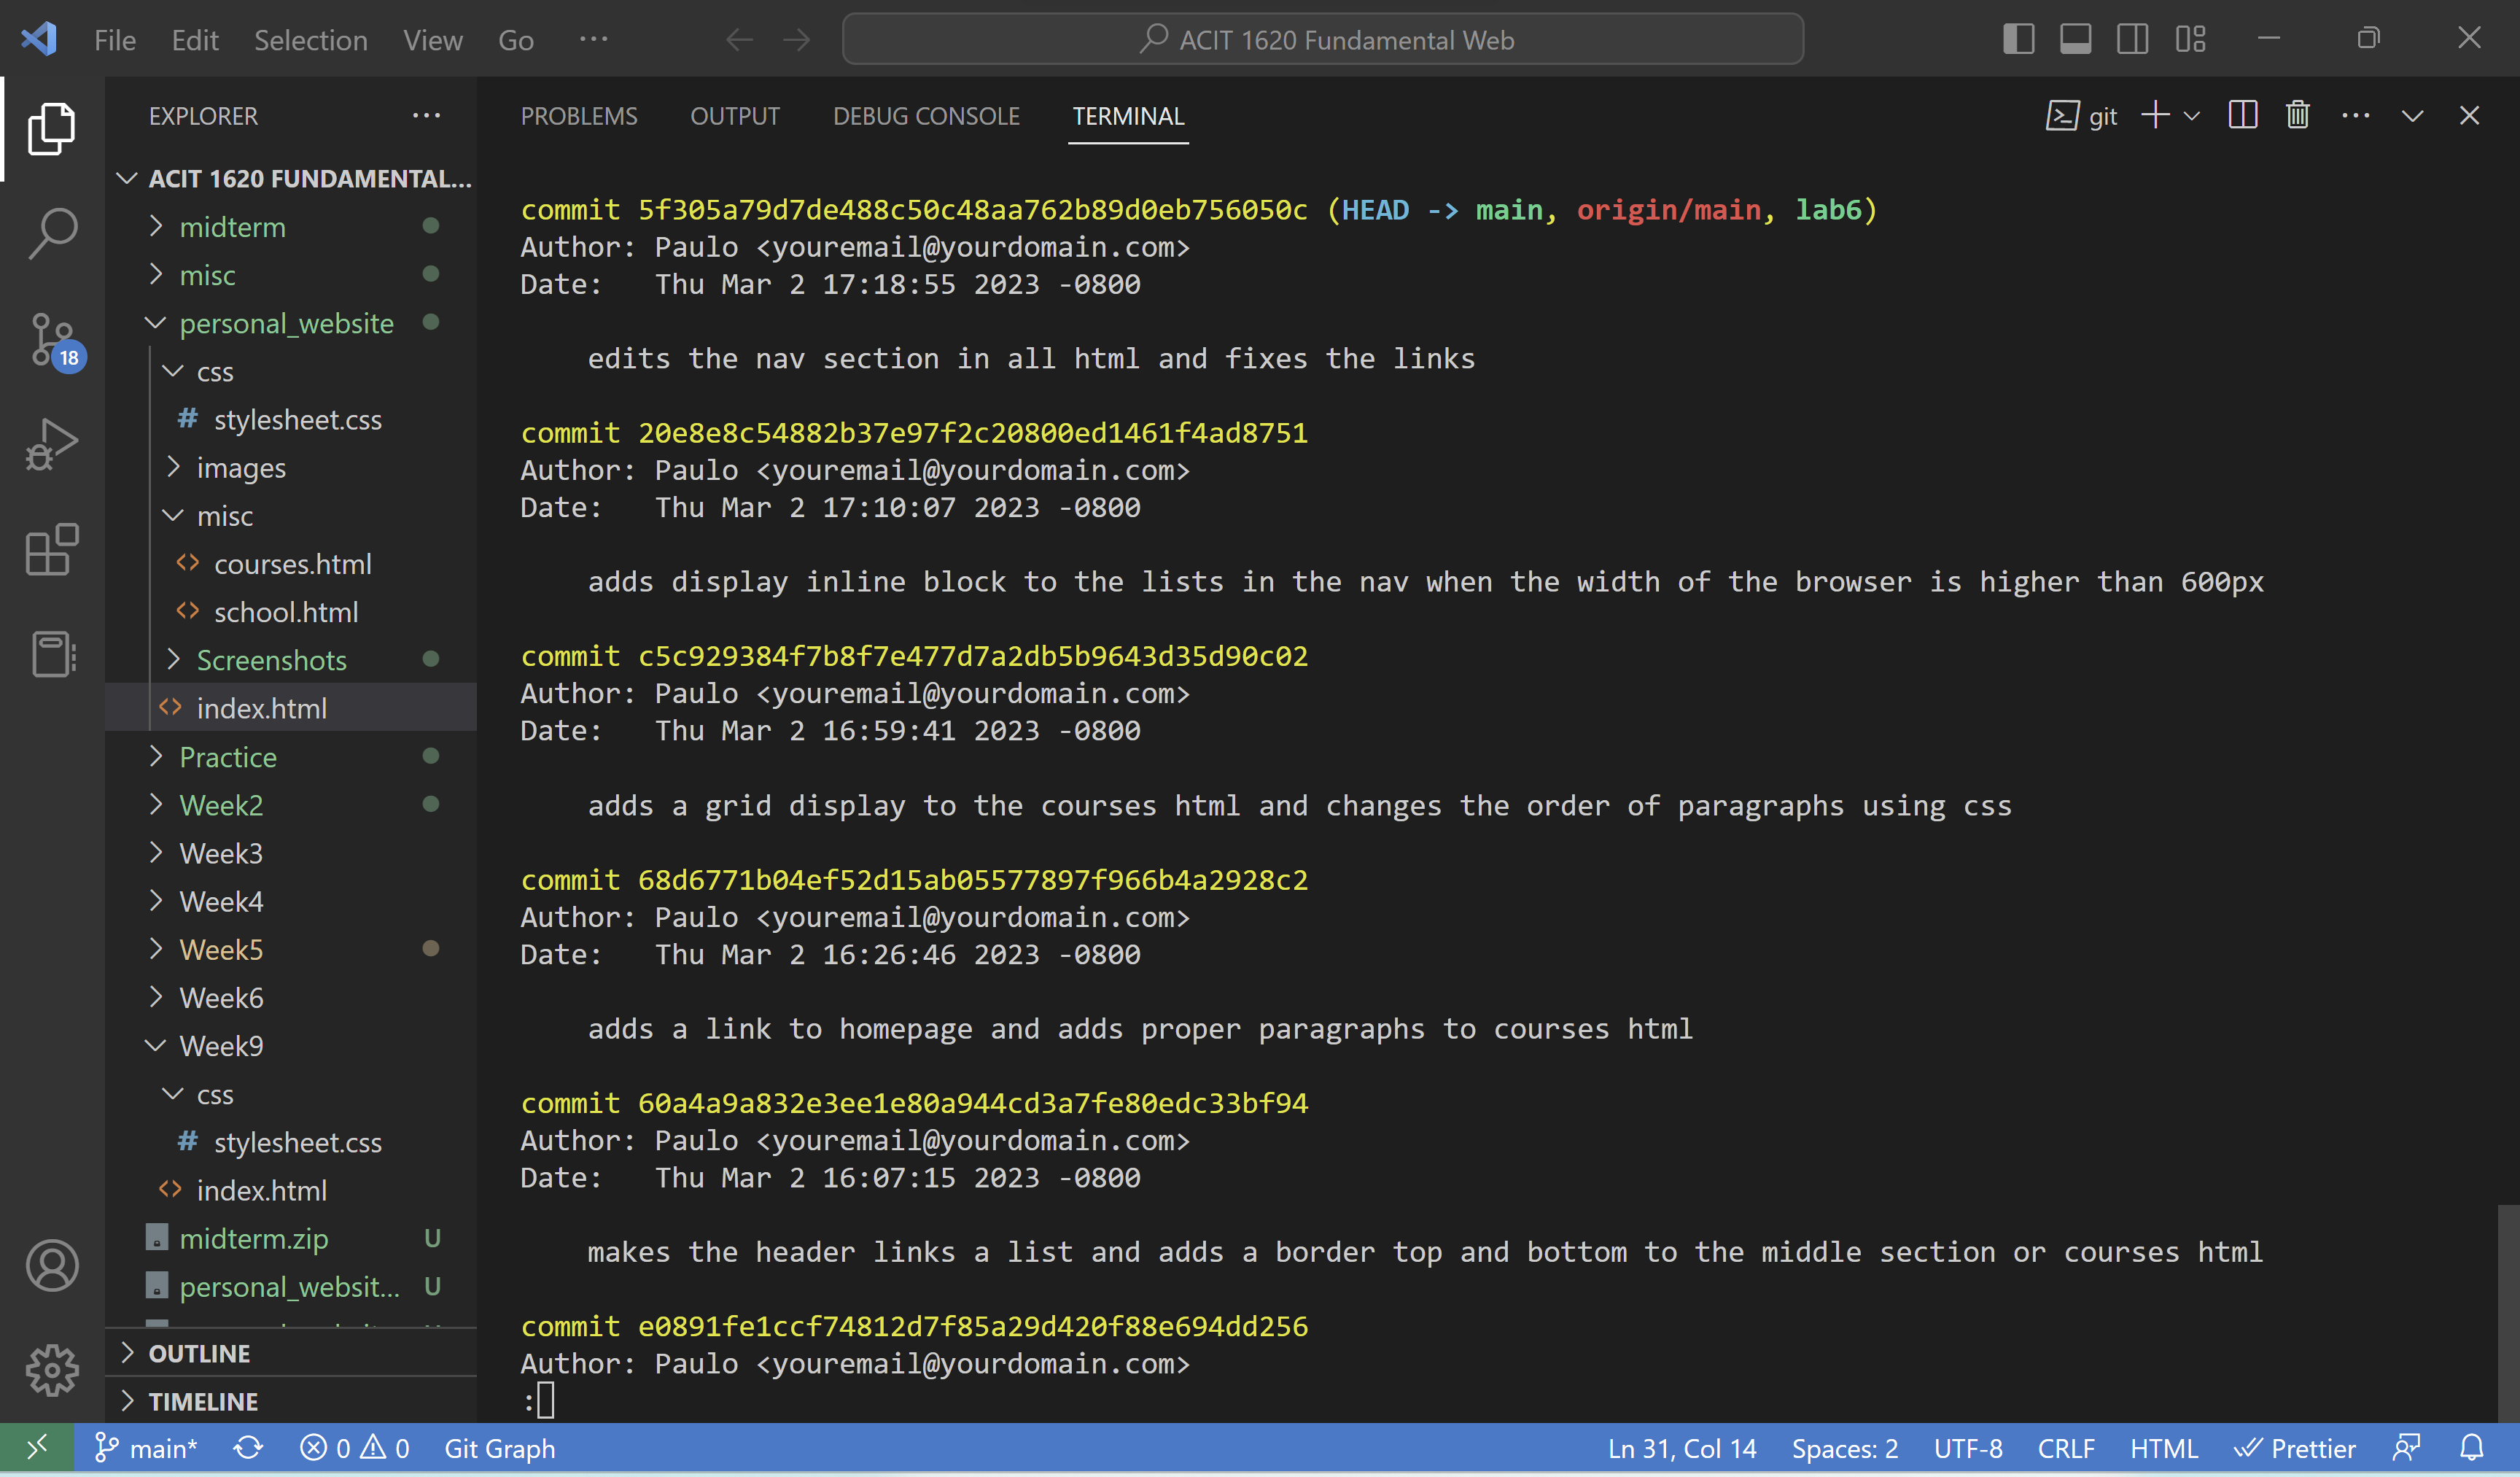 File Edit Selection View Go ···
ACIT 1620 Fundamental Web
EXPLORER ···
ACIT 1620 FUNDAMENTAL...
midterm
misc
personal_website
css
# stylesheet.css
images
misc
<> courses.html
<> school.html
Screenshots
<> index.html
Practice
Week2
Week3
Week4
Week5
Week6
Week9
css
# stylesheet.css
<> index.html
midterm.zip U
personal_websit... U
OUTLINE
TIMELINE
18
PROBLEMS OUTPUT DEBUG CONSOLE TERMINAL
git
commit 5f305a79d7de488c50c48aa762b89d0eb756050c (HEAD -> main, origin/main, lab6)
Author: Paulo <youremail@yourdomain.com>
Date:   Thu Mar 2 17:18:55 2023 -0800
edits the nav section in all html and fixes the links
commit 20e8e8c54882b37e97f2c20800ed1461f4ad8751
Author: Paulo <youremail@yourdomain.com>
Date:   Thu Mar 2 17:10:07 2023 -0800
adds display inline block to the lists in the nav when the width of the browser is higher than 600px
commit c5c929384f7b8f7e477d7a2db5b9643d35d90c02
Author: Paulo <youremail@yourdomain.com>
Date:   Thu Mar 2 16:59:41 2023 -0800
adds a grid display to the courses html and changes the order of paragraphs using css
commit 68d6771b04ef52d15ab05577897f966b4a2928c2
Author: Paulo <youremail@yourdomain.com>
Date:   Thu Mar 2 16:26:46 2023 -0800
adds a link to homepage and adds proper paragraphs to courses html
commit 60a4a9a832e3ee1e80a944cd3a7fe80edc33bf94
Author: Paulo <youremail@yourdomain.com>
Date:   Thu Mar 2 16:07:15 2023 -0800
makes the header links a list and adds a border top and bottom to the middle section or courses html
commit e0891fe1ccf74812d7f85a29d420f88e694dd256
Author: Paulo <youremail@yourdomain.com>
:
main* 0 0 Git Graph Ln 31, Col 14 Spaces: 2 UTF-8 CRLF HTML Prettier